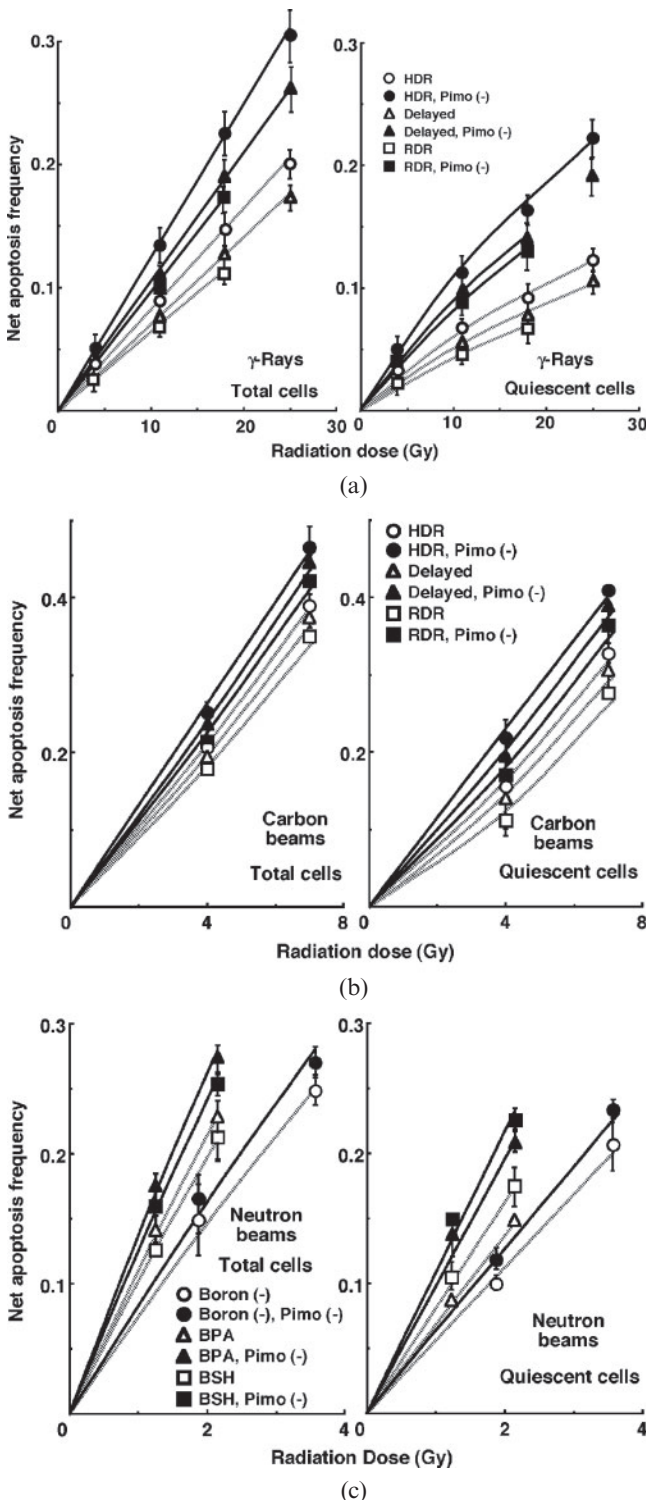 0.3
0.2
0.1
Net apoptosis frequency
γ-Rays
Total cells
0
10
20
30
HDR
HDR, Pimo (-)
Delayed
Delayed, Pimo (-)
RDR
RDR, Pimo (-)
0.3
0.2
0.1
γ-Rays
Quiescent cells
0
10
20
30
Radiation dose (Gy)
(a)
0.4
0.2
Net apoptosis frequency
Carbon
beams
Total cells
0
4
8
HDR
HDR, Pimo (-)
Delayed
Delayed, Pimo (-)
RDR
RDR, Pimo (-)
0.4
0.2
Carbon
beams
Quiescent cells
0
4
8
Radiation dose (Gy)
(b)
0.3
0.2
0.1
Net apoptosis frequency
Neutron
beams
Total cells
Boron (-)
Boron (-), Pimo (-)
BPA
BPA, Pimo (-)
BSH
BSH, Pimo (-)
0
2
4
0.3
0.2
0.1
Neutron
beams
Quiescent cells
0
2
4
Radiation Dose (Gy)
(c)